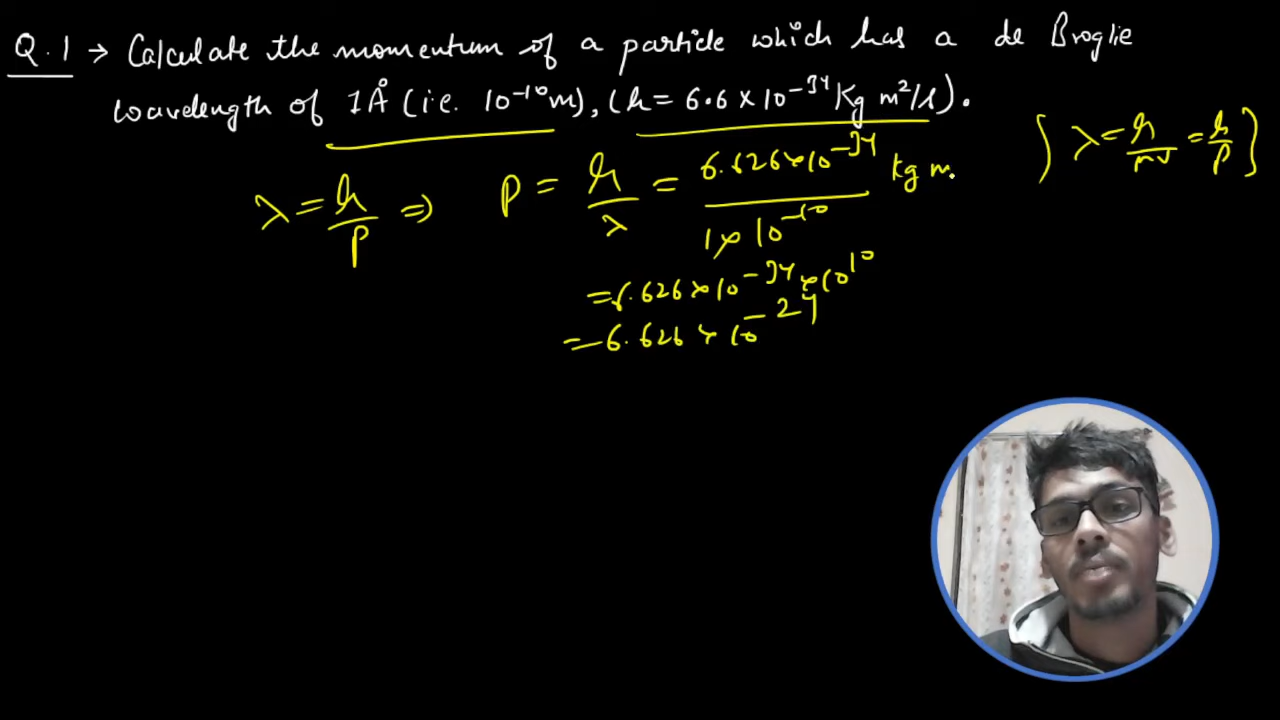 Q.1 → Calculate the momentum of a particle which has a de Broglie
wavelength of 1Å (i.e. 10⁻¹⁰m), (h = 6.6 × 10⁻³⁴ Kg m²/s).
{ λ = h/mv = h/p }
λ = h/p ⇒ P = h/λ = 6.626×10⁻³⁴ / 1×10⁻¹⁰ kg m.
= 6.626×10⁻³⁴ × 10¹⁰
= 6.626 × 10⁻²⁴